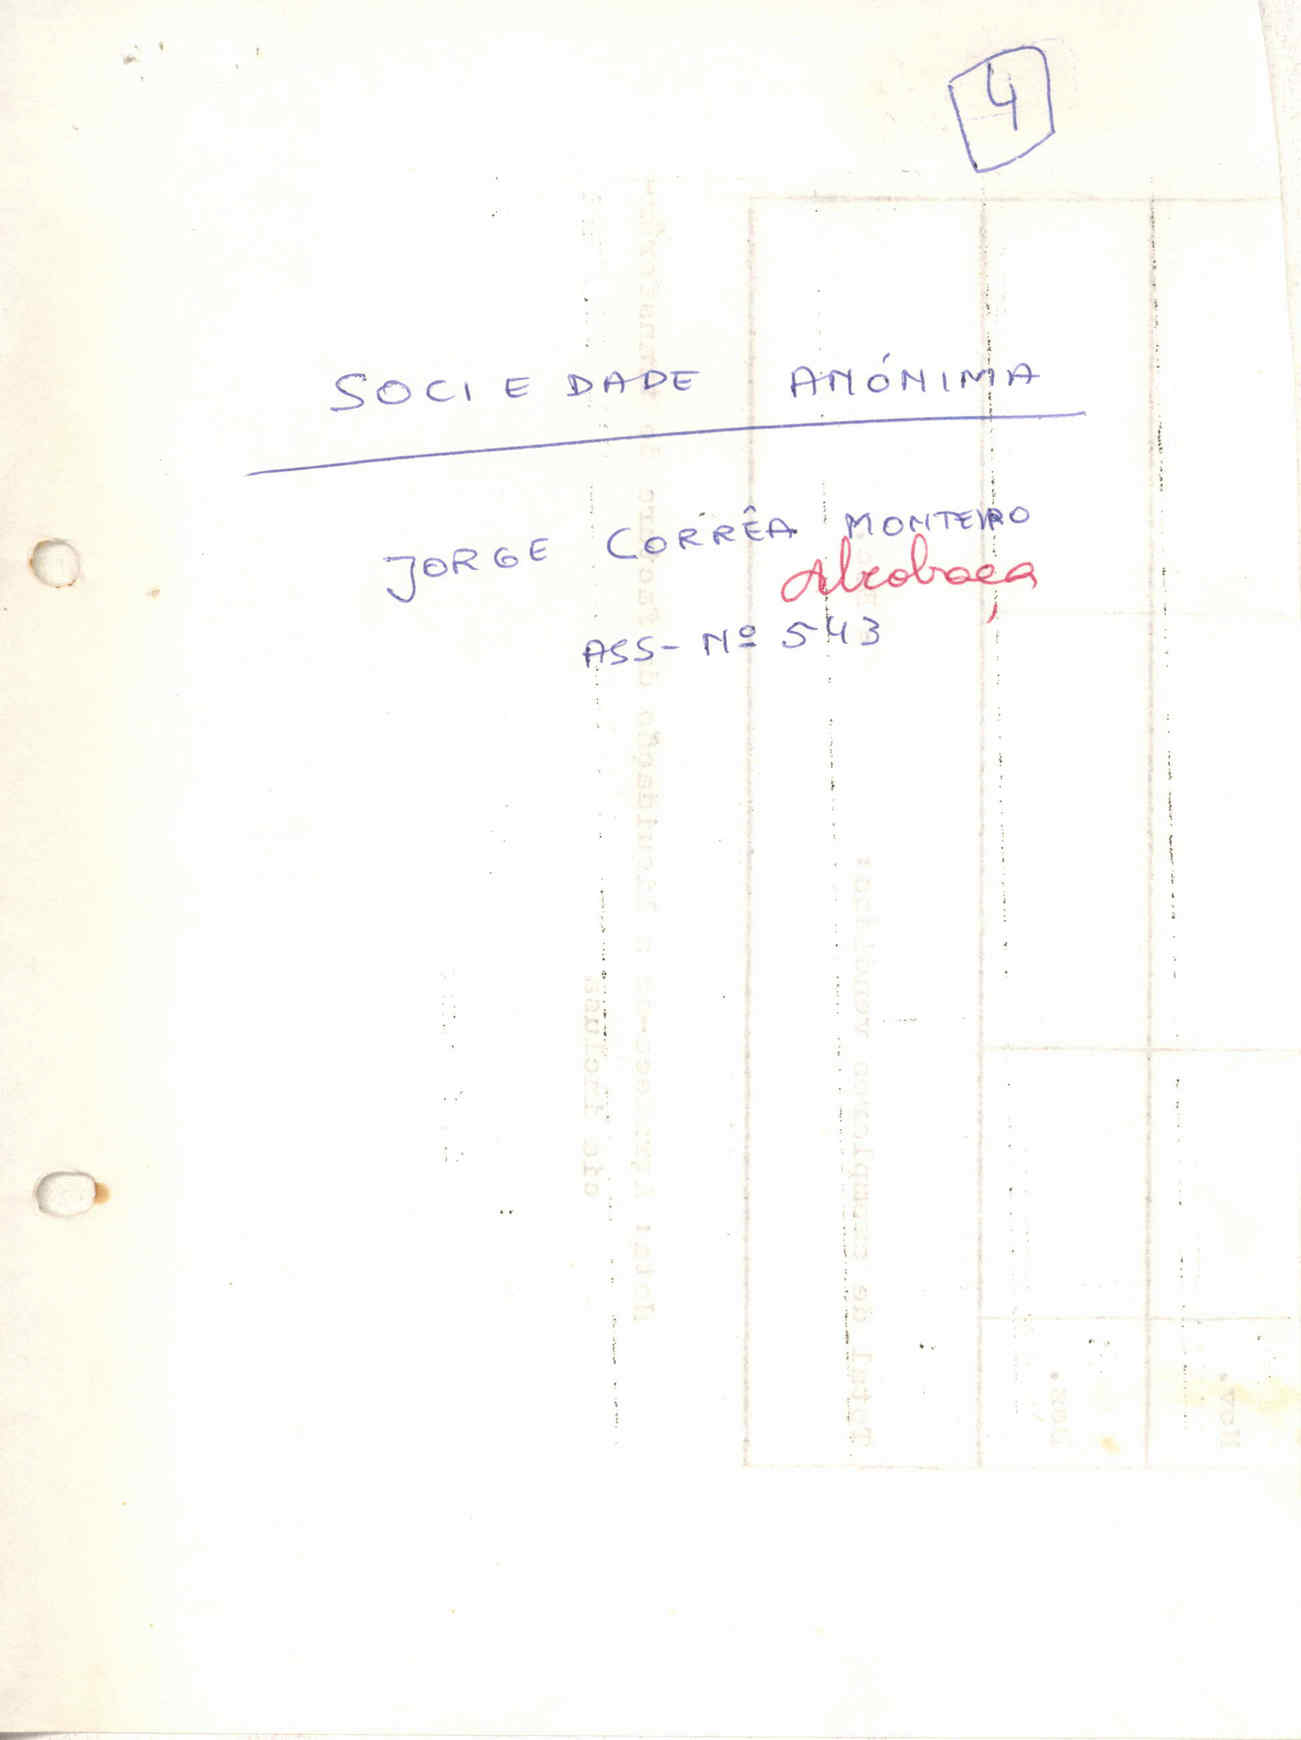 4
SOCIEDADE ANÓNIMA
JORGE CORRÊA MONTEIRO
Alcobaça
ASS- Nº 543